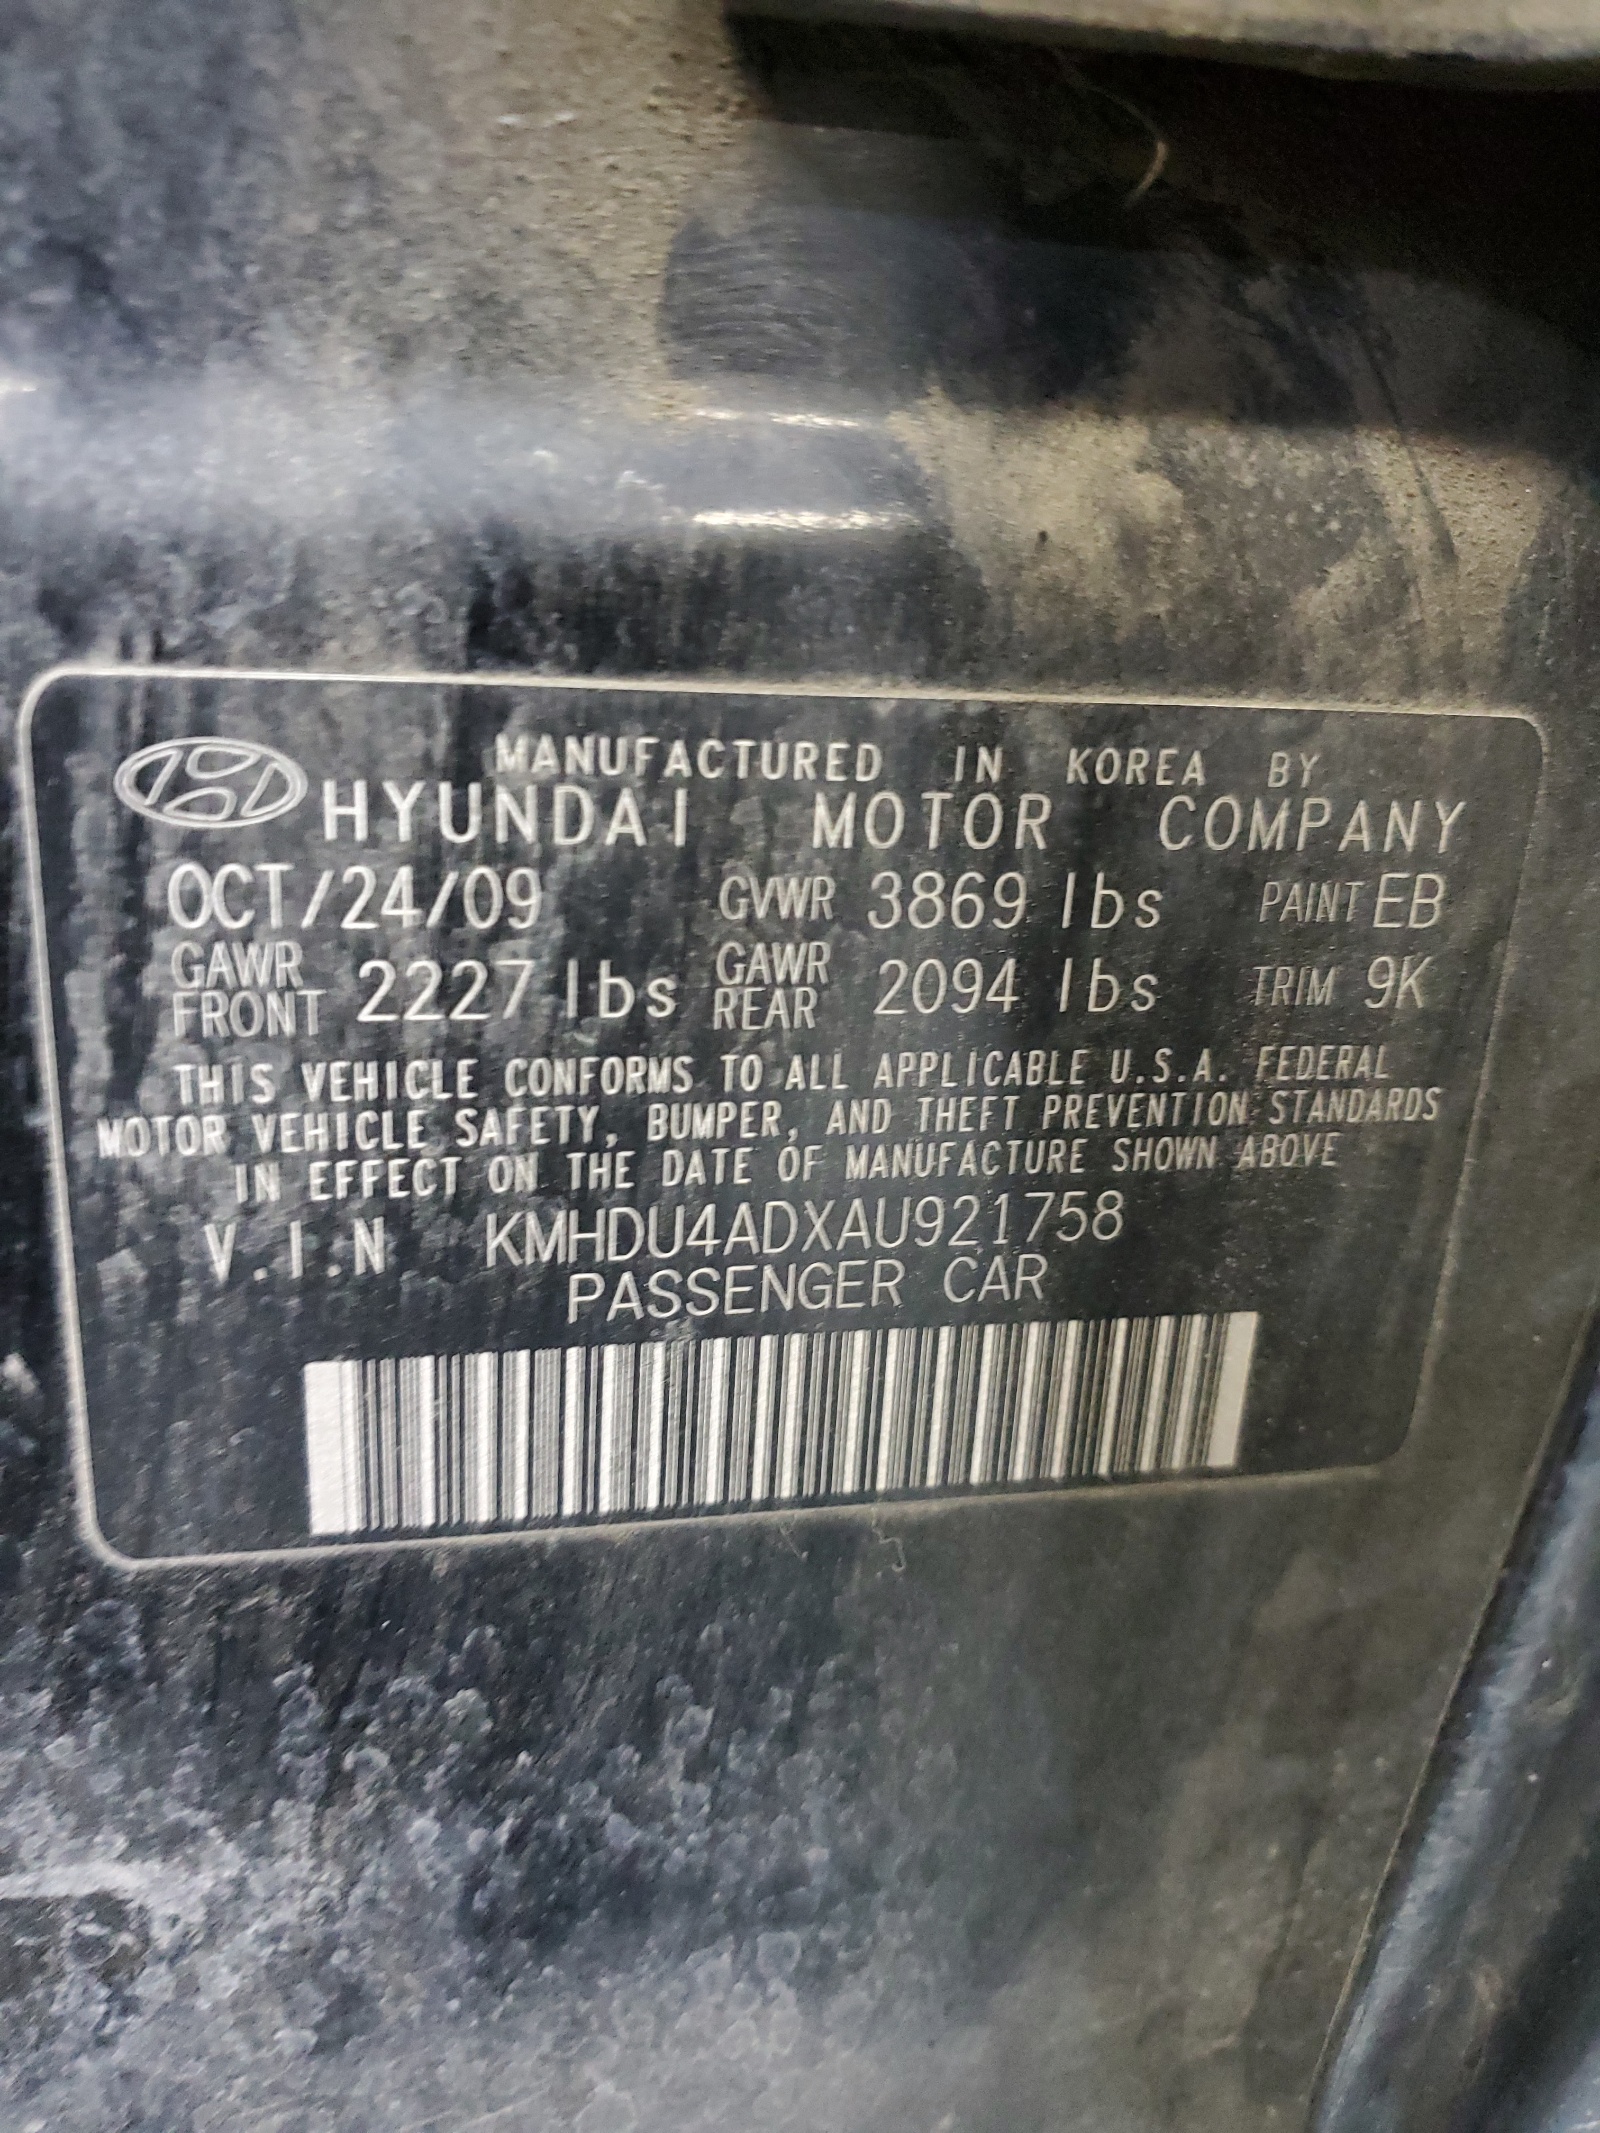 MANUFACTURED IN KOREA BY
HYUNDAI MOTOR COMPANY
OCT/24/09 GVWR 3869 lbs PAINT EB
GAWR FRONT 2227 lbs GAWR REAR 2094 lbs TRIM 9K
THIS VEHICLE CONFORMS TO ALL APPLICABLE U.S.A. FEDERAL
MOTOR VEHICLE SAFETY, BUMPER, AND THEFT PREVENTION STANDARDS
IN EFFECT ON THE DATE OF MANUFACTURE SHOWN ABOVE
V.I.N KMHDU4ADXAU921758
PASSENGER CAR